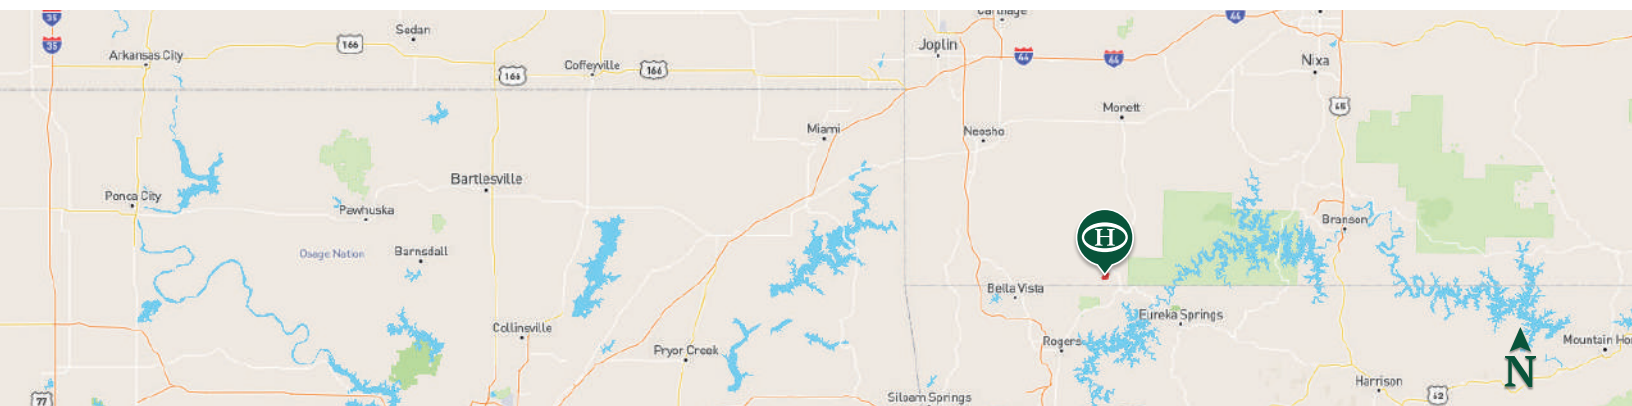 35
Carthage
44
35
Sedan
166
Joplin
Arkansas City
44
44
Coffeyville
166
166
Nixa
Monett
65
Miami
Neosho
Bartlesville
Ponca City
Pawhuska
Branson
H
Osage Nation
Barnsdall
Bella Vista
Eureka Springs
Collinsville
Rogers
Pryor Creek
Mountain Ho
N
Harrison
77
Siloam Springs
62